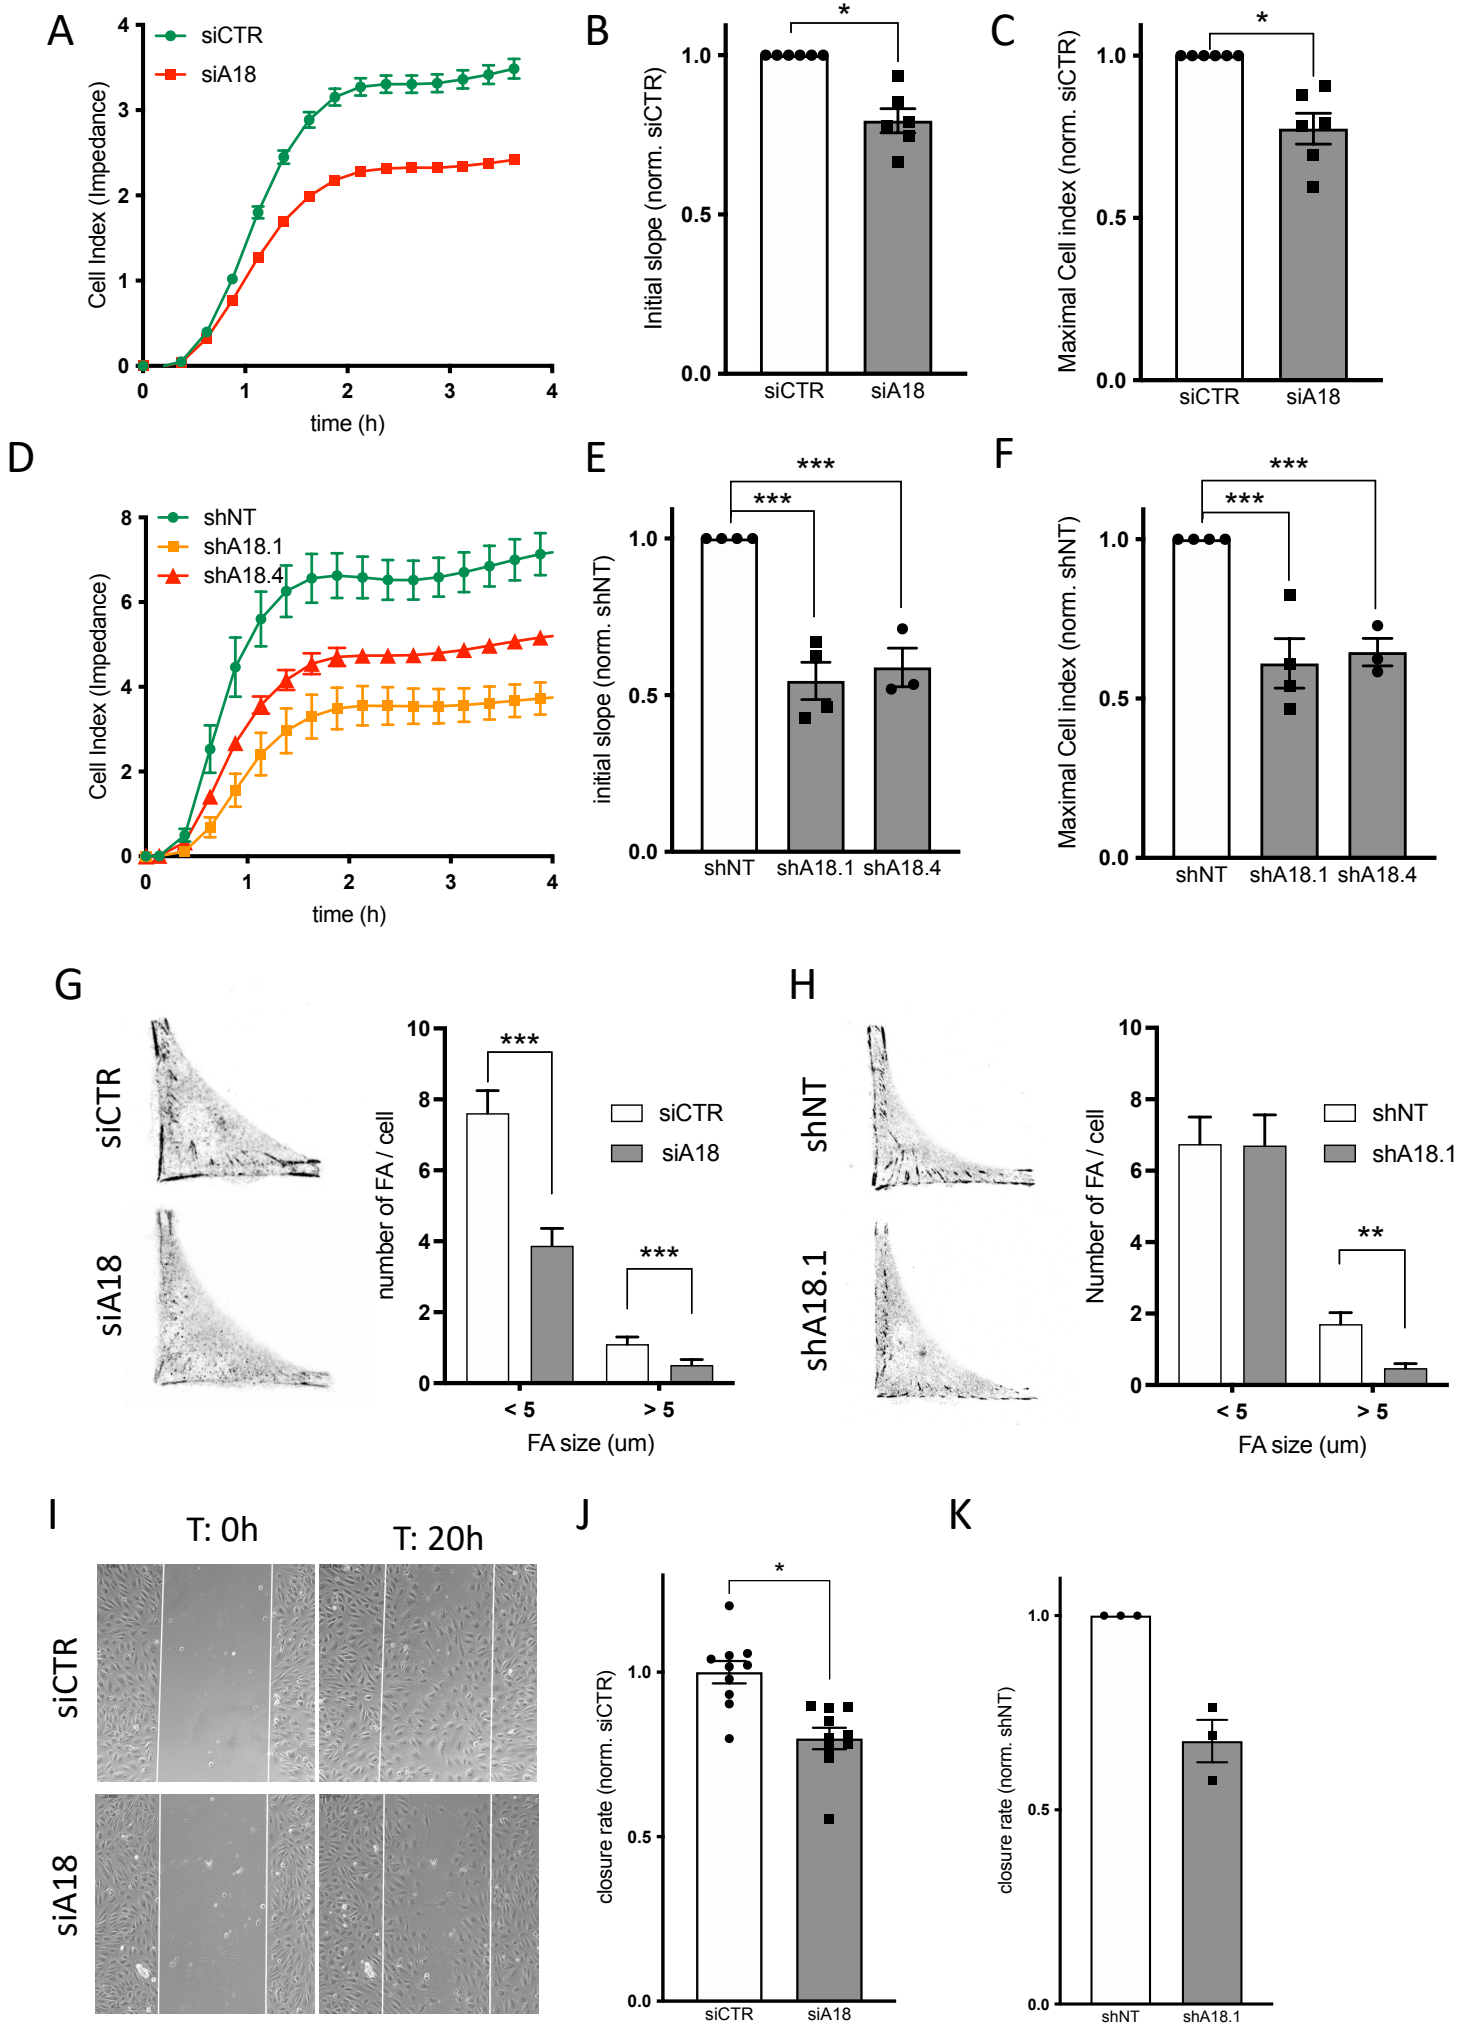 A
siCTR
siA18
Cell Index (Impedance)
4
3
2
1
0
0 1 2 3 4
time (h)
B
*
Initial slope (norm. siCTR)
1.0
0.5
0.0
siCTR siA18
C
*
Maximal Cell index (norm. siCTR)
1.0
0.5
0.0
siCTR siA18
D
shNT
shA18.1
shA18.4
Cell Index (Impedance)
8
6
4
2
0
0 1 2 3 4
time (h)
E
***
***
initial slope (norm. shNT)
1.0
0.5
0.0
shNT shA18.1 shA18.4
F
***
***
Maximal Cell index (norm. shNT)
1.0
0.5
0.0
shNT shA18.1 shA18.4
G
siCTR
siA18
number of FA / cell
10
8
6
4
2
0
***
***
siCTR
siA18
< 5 > 5
FA size (um)
H
shNT
shA18.1
Number of FA / cell
10
8
6
4
2
0
**
shNT
shA18.1
< 5 > 5
FA size (um)
I
T: 0h T: 20h
siCTR
siA18
J
*
closure rate (norm. siCTR)
1.0
0.5
0.0
siCTR siA18
K
closure rate (norm. shNT)
1.0
0.5
0.0
shNT shA18.1